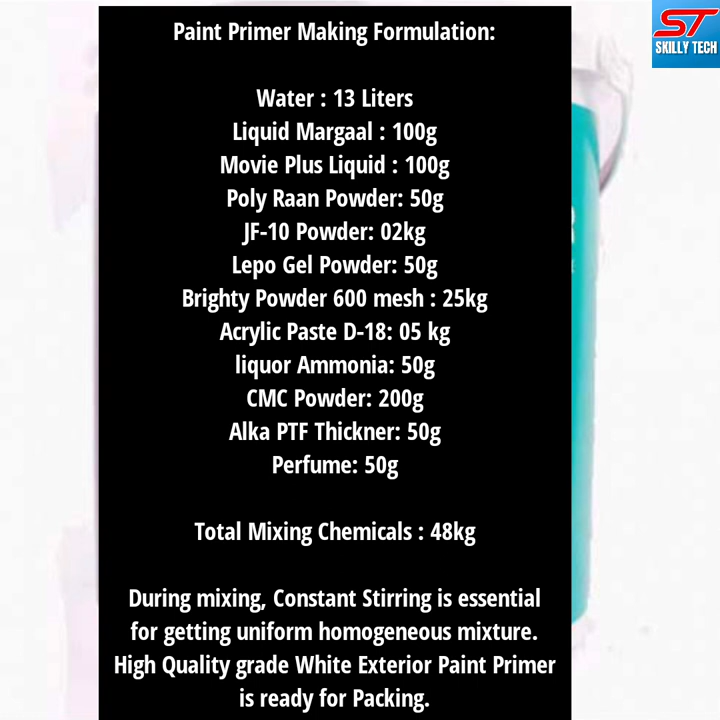 ST
SKILLY TECH
Paint Primer Making Formulation:
Water : 13 Liters
Liquid Margaal : 100g
Movie Plus Liquid : 100g
Poly Raan Powder: 50g
JF-10 Powder: 02kg
Lepo Gel Powder: 50g
Brighty Powder 600 mesh : 25kg
Acrylic Paste D-18: 05 kg
liquor Ammonia: 50g
CMC Powder: 200g
Alka PTF Thickner: 50g
Perfume: 50g
Total Mixing Chemicals : 48kg
During mixing, Constant Stirring is essential
for getting uniform homogeneous mixture.
High Quality grade White Exterior Paint Primer
is ready for Packing.